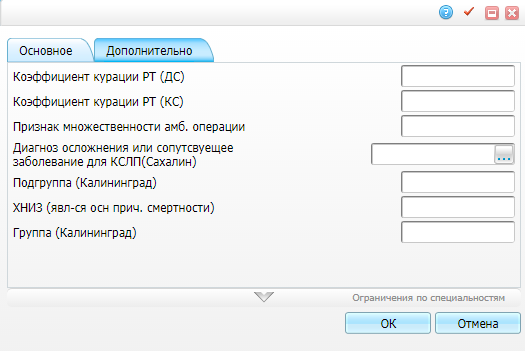 Основное
Дополнительно
Коэффициент курации РТ (ДС)
Коэффициент курации РТ (КС)
Признак множественности амб. операции
Диагноз осложнения или сопутсвуещее
заболевание для КСЛП(Сахалин)
...
Подгруппа (Калининград)
ХНИЗ (явл-ся осн прич. смертности)
Группа (Калининград)
Ограничения по специальностям
ОК
Отмена